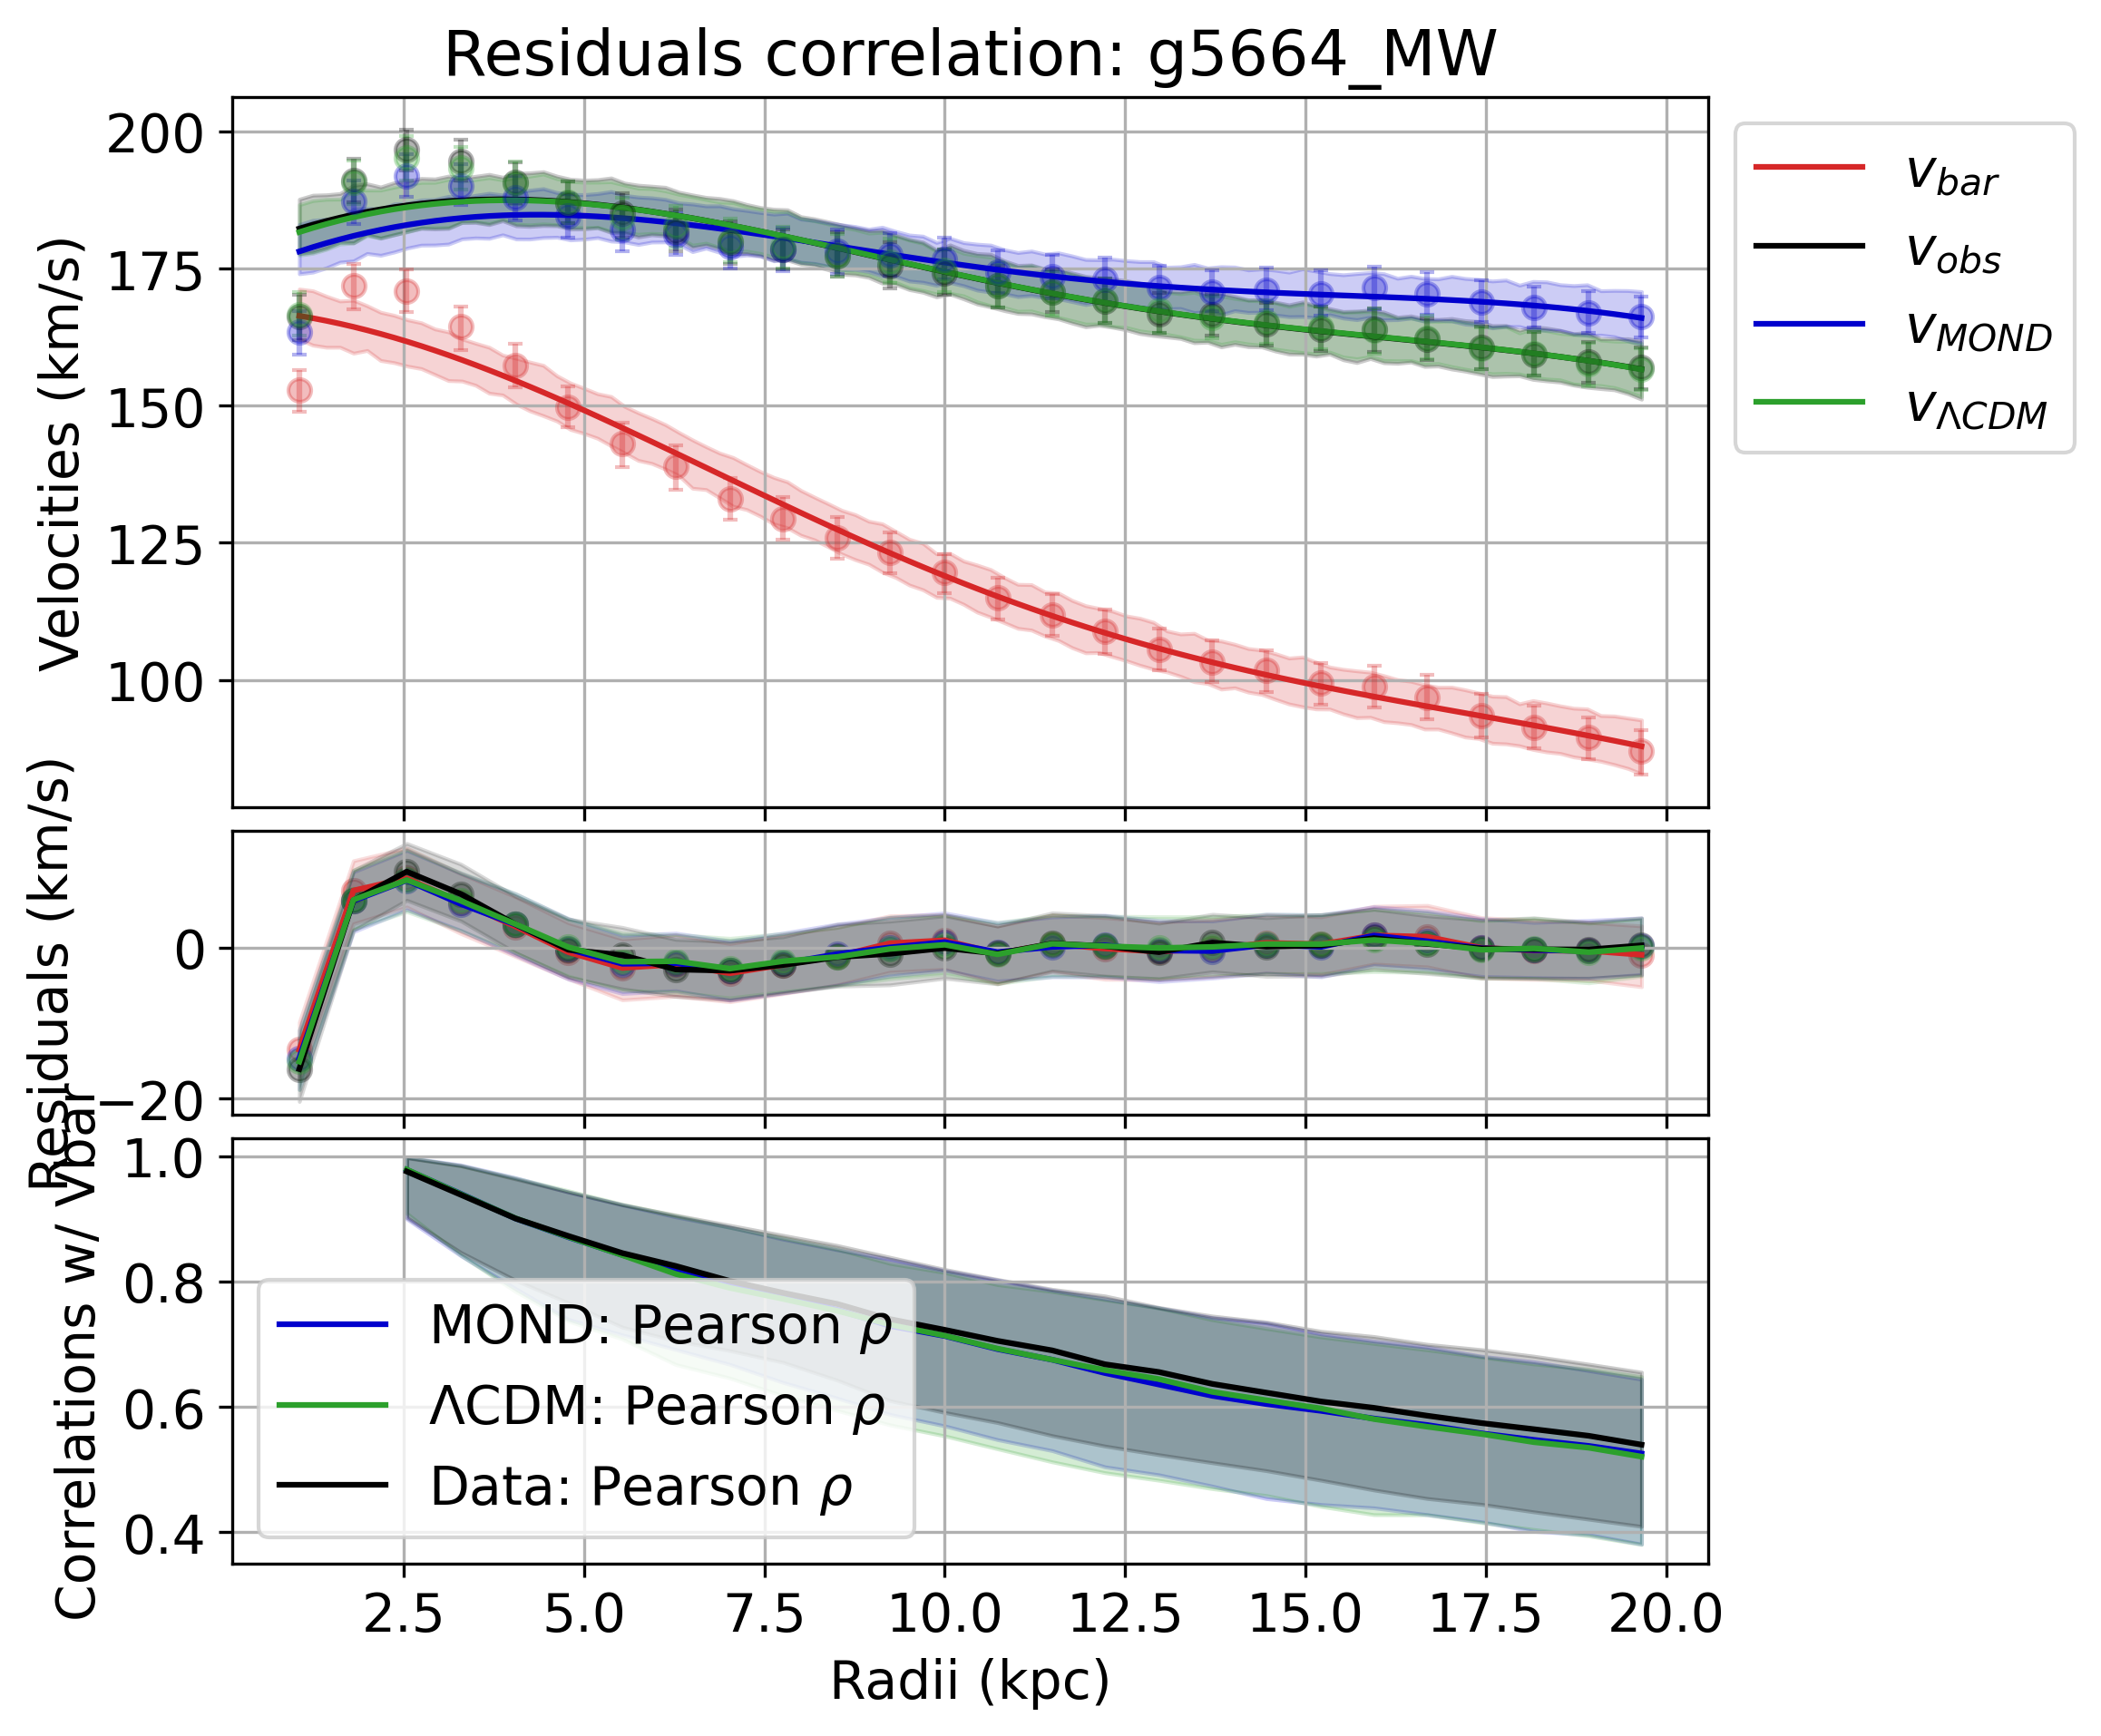 Residuals correlation: g5664_MW
Velocities (km/s)
200
175
150
125
100
v_bar
v_obs
v_MOND
v_ΛCDM
Residuals (km/s)
0
−20
Correlations w/ Vbar
1.0
0.8
0.6
0.4
MOND: Pearson ρ
ΛCDM: Pearson ρ
Data: Pearson ρ
2.5 5.0 7.5 10.0 12.5 15.0 17.5 20.0
Radii (kpc)